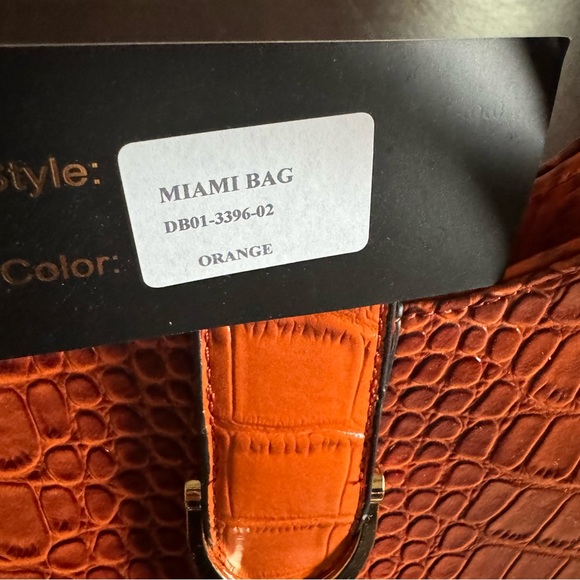 Style:
MIAMI BAG
DB01-3396-02
Color:
ORANGE